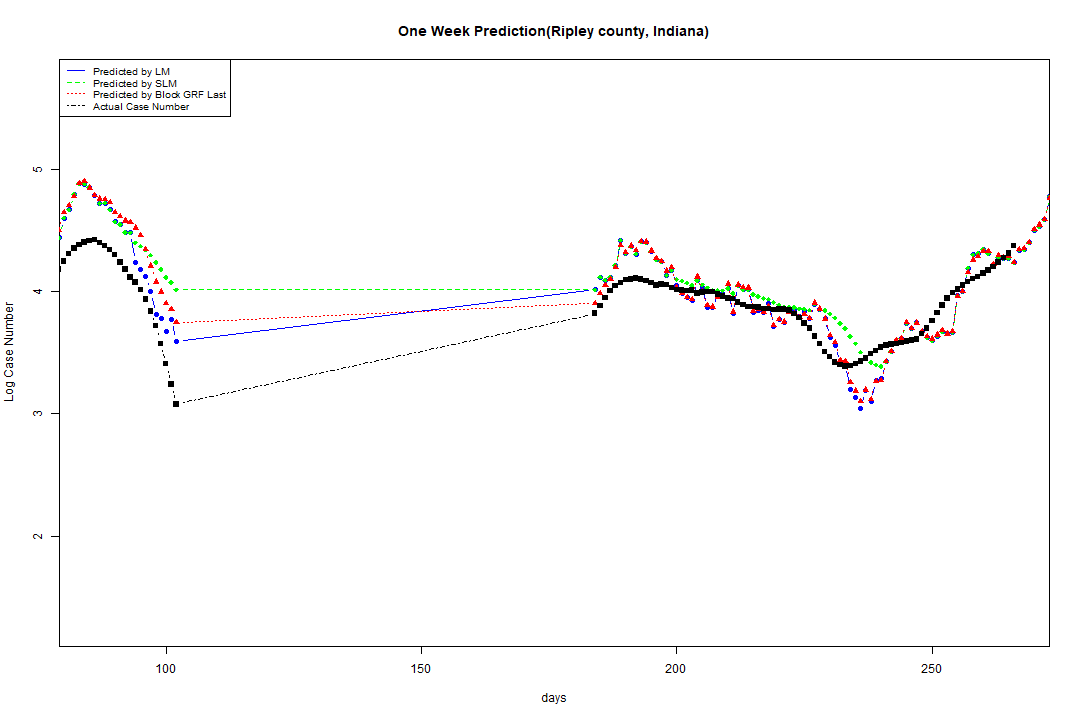 One Week Prediction(Ripley county, Indiana)
Predicted by LM
Predicted by SLM
Predicted by Block GRF Last
Actual Case Number
5
4
3
2
Log Case Number
100 150 200 250
days